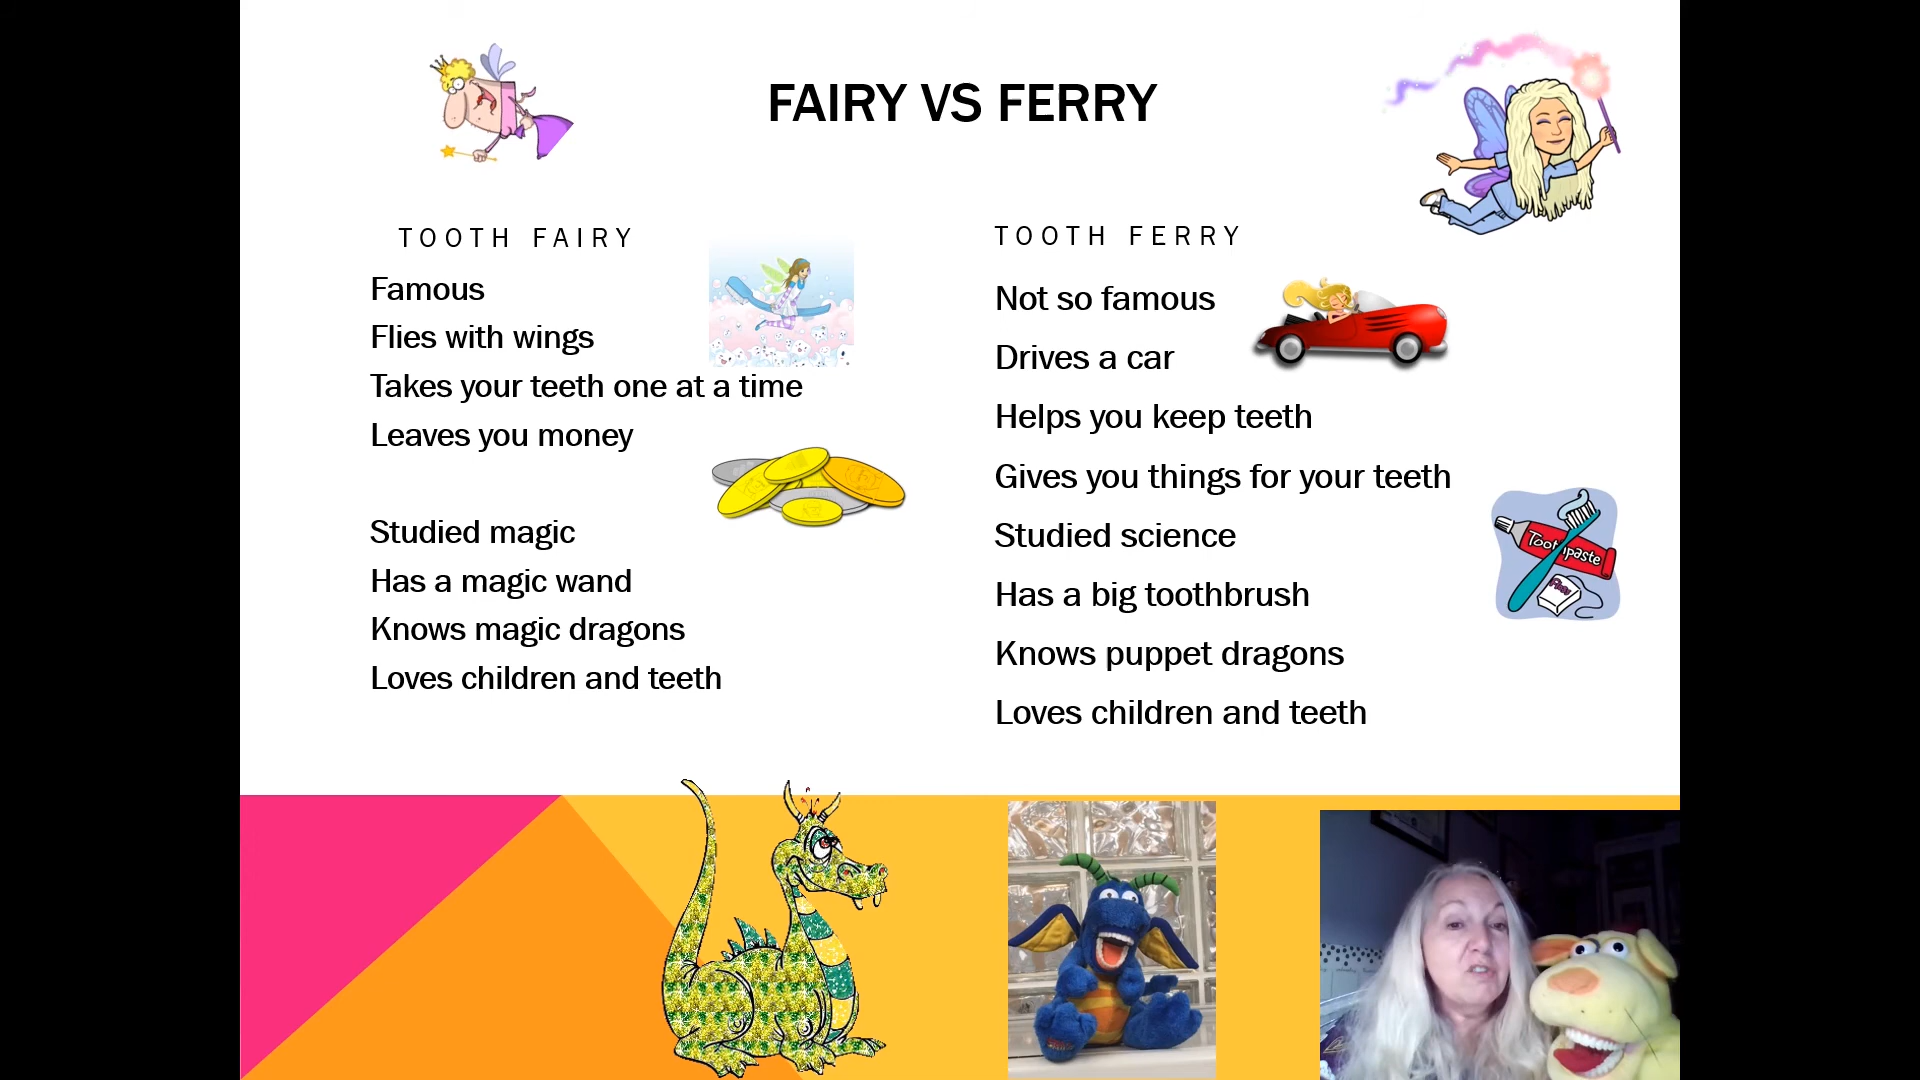 FAIRY VS FERRY
TOOTH FAIRY
Famous
Flies with wings
Takes your teeth one at a time
Leaves you money
Studied magic
Has a magic wand
Knows magic dragons
Loves children and teeth
TOOTH FERRY
Not so famous
Drives a car
Helps you keep teeth
Gives you things for your teeth
Studied science
Has a big toothbrush
Knows puppet dragons
Loves children and teeth
Toothpaste